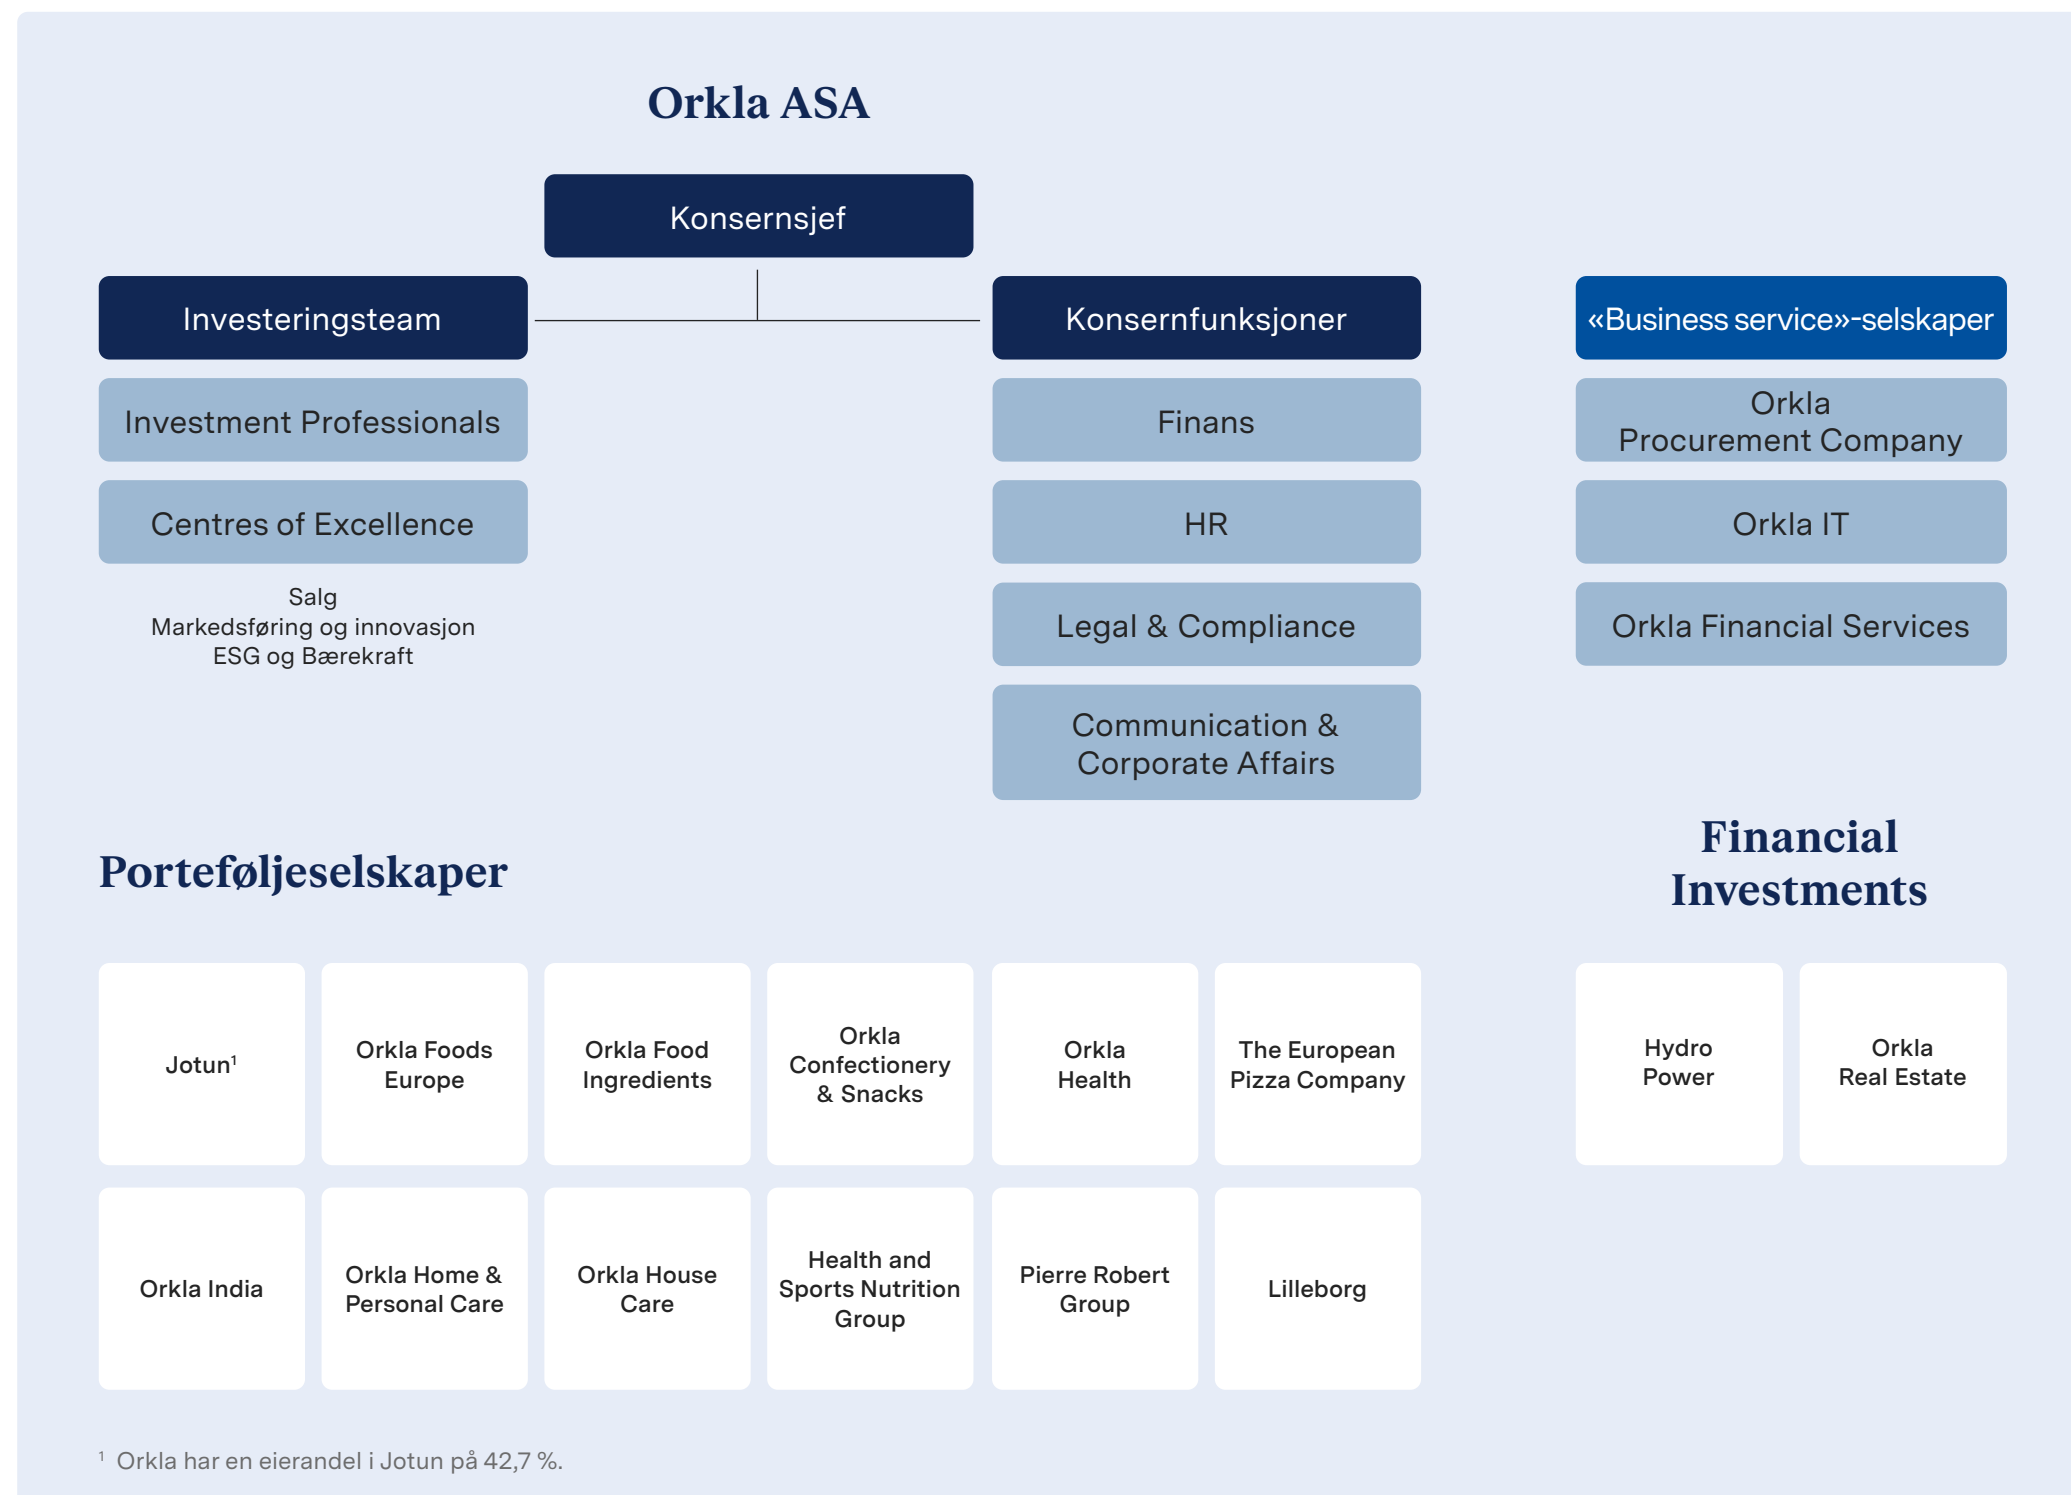 Orkla ASA
Konsernsjef
Investeringsteam
Konsernfunksjoner
«Business service»-selskaper
Investment Professionals
Finans
Orkla
Procurement Company
Centres of Excellence
HR
Orkla IT
Salg
Markedsføring og innovasjon
ESG og Bærekraft
Legal & Compliance
Orkla Financial Services
Communication &
Corporate Affairs
Porteføljeselskaper
Financial
Investments
Jotun¹
Orkla Foods
Europe
Orkla Food
Ingredients
Orkla
Confectionery
& Snacks
Orkla
Health
The European
Pizza Company
Hydro
Power
Orkla
Real Estate
Orkla India
Orkla Home &
Personal Care
Orkla House
Care
Health and
Sports Nutrition
Group
Pierre Robert
Group
Lilleborg
¹ Orkla har en eierandel i Jotun på 42,7 %.